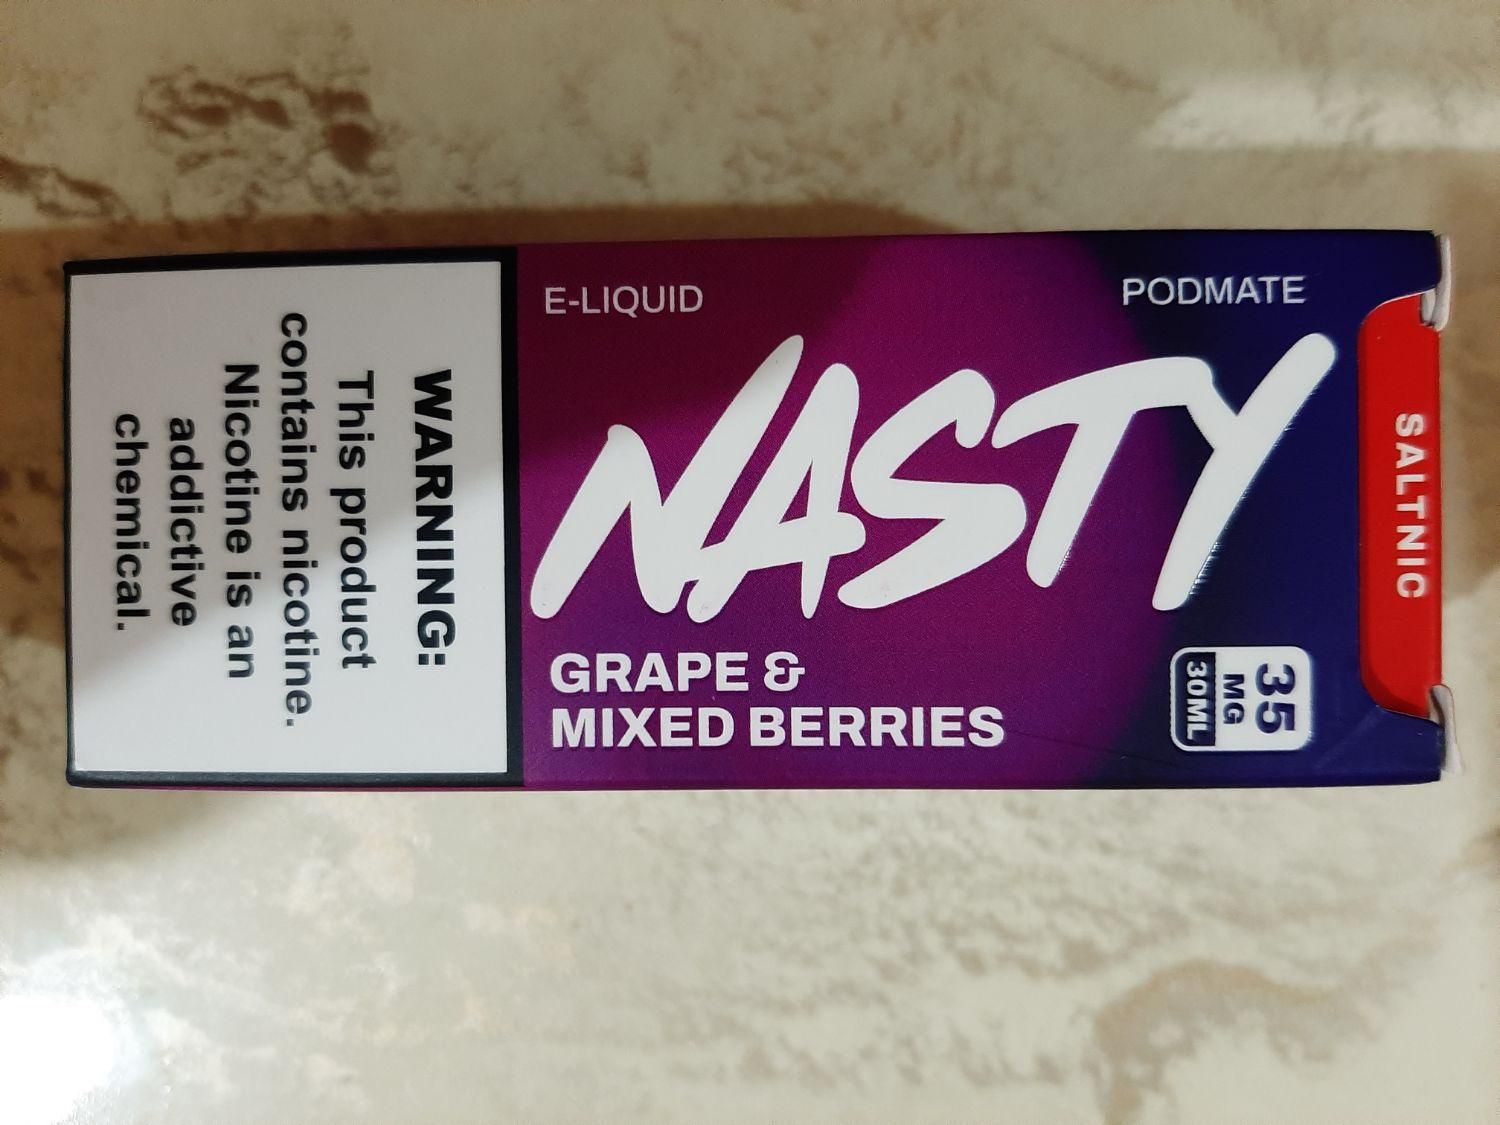 E-LIQUID
PODMATE
NASTY
GRAPE &
MIXED BERRIES
35
MG
30ML
SALTNIC
WARNING:
This product
contains nicotine.
Nicotine is an
addictive
chemical.